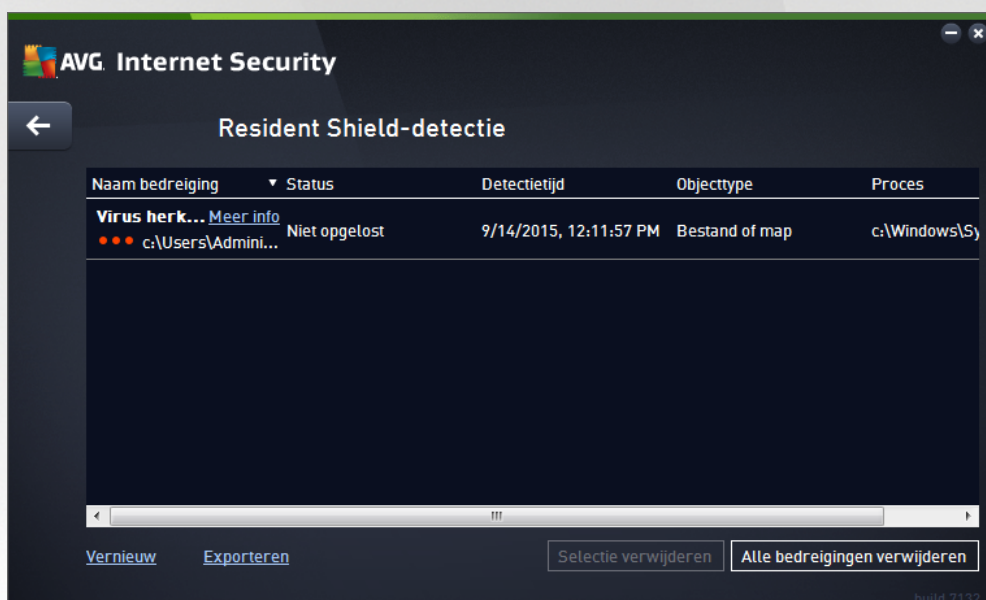 AVG. Internet Security
Resident Shield-detectie
Naam bedreiging ▼ Status Detectietijd Objecttype Proces
Virus herk... Meer info
c:\Users\Admini...
Niet opgelost 9/14/2015, 12:11:57 PM Bestand of map c:\Windows\Sy
Vernieuw Exporteren Selectie verwijderen Alle bedreigingen verwijderen
build 7132